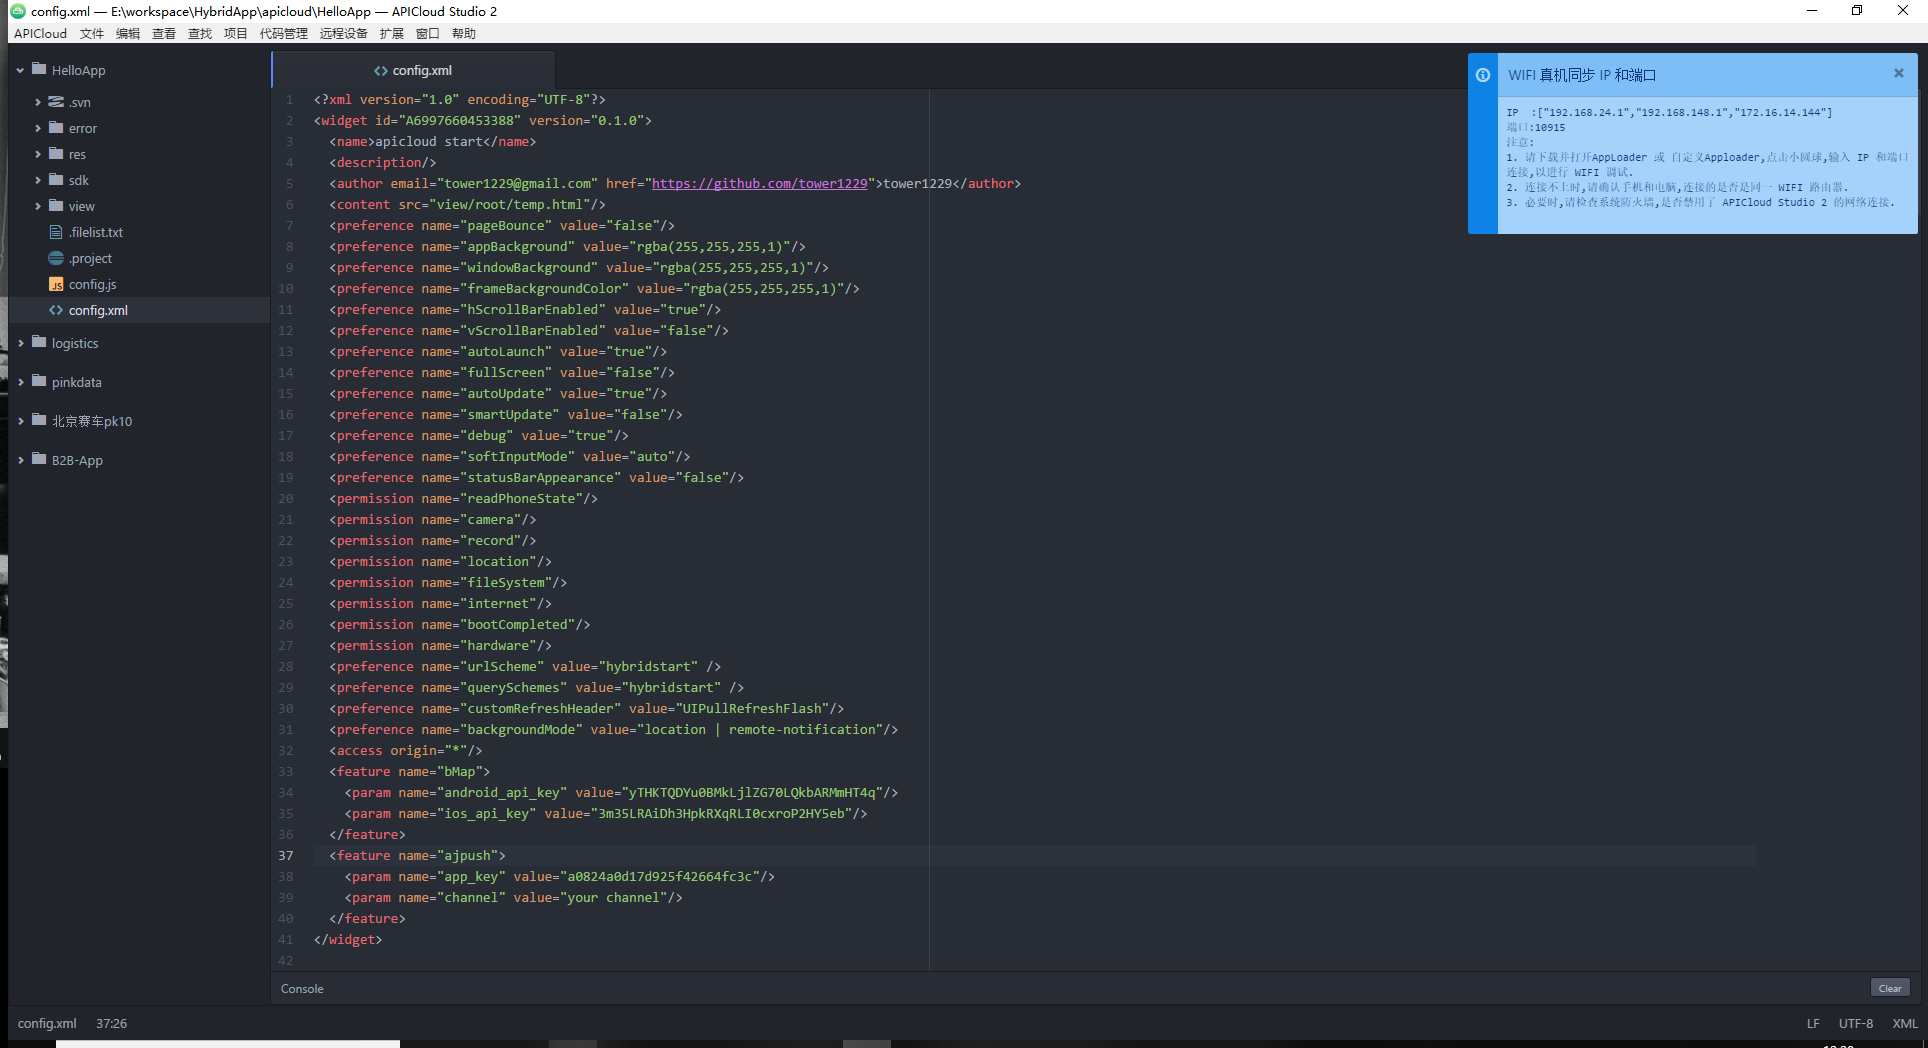 config.xml — E:\workspace\HybridApp\apicloud\HelloApp — APICloud Studio 2
APICloud 文件 编辑 查看 查找 项目 代码管理 远程设备 扩展 窗口 帮助
HelloApp
.svn
error
res
sdk
view
.filelist.txt
.project
JS config.js
config.xml
logistics
pinkdata
北京赛车pk10
B2B-App
config.xml
1 <?xml version="1.0" encoding="UTF-8"?>
2 <widget id="A6997660453388" version="0.1.0">
3 <name>apicloud start</name>
4 <description/>
5 <author email="tower1229@gmail.com" href="https://github.com/tower1229">tower1229</author>
6 <content src="view/root/temp.html"/>
7 <preference name="pageBounce" value="false"/>
8 <preference name="appBackground" value="rgba(255,255,255,1)"/>
9 <preference name="windowBackground" value="rgba(255,255,255,1)"/>
10 <preference name="frameBackgroundColor" value="rgba(255,255,255,1)"/>
11 <preference name="hScrollBarEnabled" value="true"/>
12 <preference name="vScrollBarEnabled" value="false"/>
13 <preference name="autoLaunch" value="true"/>
14 <preference name="fullScreen" value="false"/>
15 <preference name="autoUpdate" value="true"/>
16 <preference name="smartUpdate" value="false"/>
17 <preference name="debug" value="true"/>
18 <preference name="softInputMode" value="auto"/>
19 <preference name="statusBarAppearance" value="false"/>
20 <permission name="readPhoneState"/>
21 <permission name="camera"/>
22 <permission name="record"/>
23 <permission name="location"/>
24 <permission name="fileSystem"/>
25 <permission name="internet"/>
26 <permission name="bootCompleted"/>
27 <permission name="hardware"/>
28 <preference name="urlScheme" value="hybridstart" />
29 <preference name="querySchemes" value="hybridstart" />
30 <preference name="customRefreshHeader" value="UIPullRefreshFlash"/>
31 <preference name="backgroundMode" value="location | remote-notification"/>
32 <access origin="*"/>
33 <feature name="bMap">
34 <param name="android_api_key" value="yTHKTQDYu0BMkLjlZG70LQkbARMmHT4q"/>
35 <param name="ios_api_key" value="3m35LRAiDh3HpkRXqRLI0cxroP2HY5eb"/>
36 </feature>
37 <feature name="ajpush">
38 <param name="app_key" value="a0824a0d17d925f42664fc3c"/>
39 <param name="channel" value="your channel"/>
40 </feature>
41 </widget>
42
WIFI 真机同步 IP 和端口
IP :["192.168.24.1","192.168.148.1","172.16.14.144"]
端口:10915
注意:
1. 请下载并打开AppLoader 或 自定义Apploader,点击小圆球,输入 IP 和端口
连接,以进行 WIFI 调试.
2. 连接不上时,请确认手机和电脑,连接的是否是同一 WIFI 路由器.
3. 必要时,请检查系统防火墙,是否禁用了 APICloud Studio 2 的网络连接.
Console
Clear
config.xml 37:26
LF UTF-8 XML